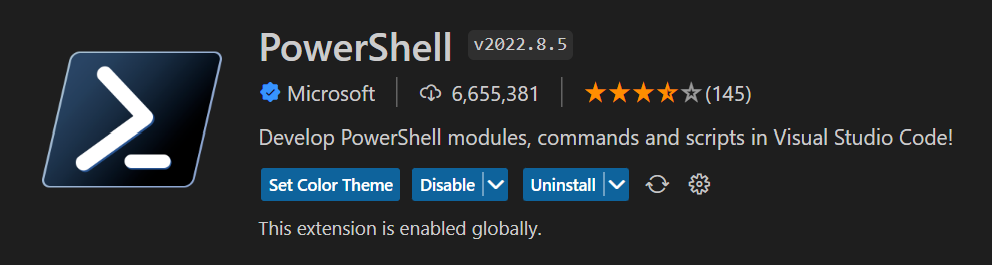 PowerShell v2022.8.5
Microsoft 6,655,381 (145)
Develop PowerShell modules, commands and scripts in Visual Studio Code!
Set Color Theme Disable Uninstall
This extension is enabled globally.